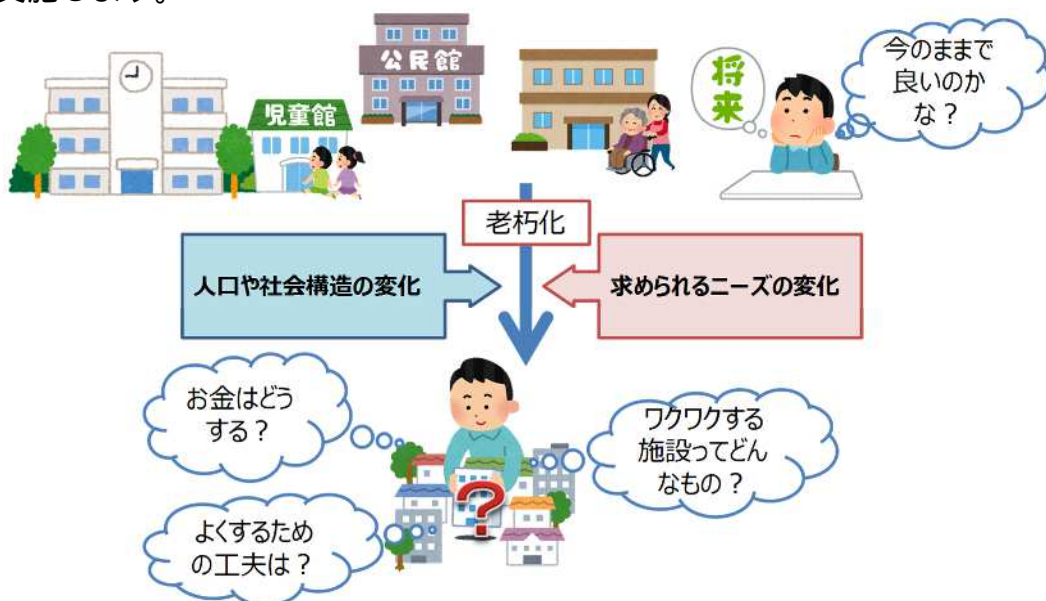 公民館
児童館
将来
今のままで
良いのか
な？
老朽化
人口や社会構造の変化
求められるニーズの変化
お金はどう
する？
ワクワクする
施設ってどん
なもの？
よくするため
の工夫は？
?